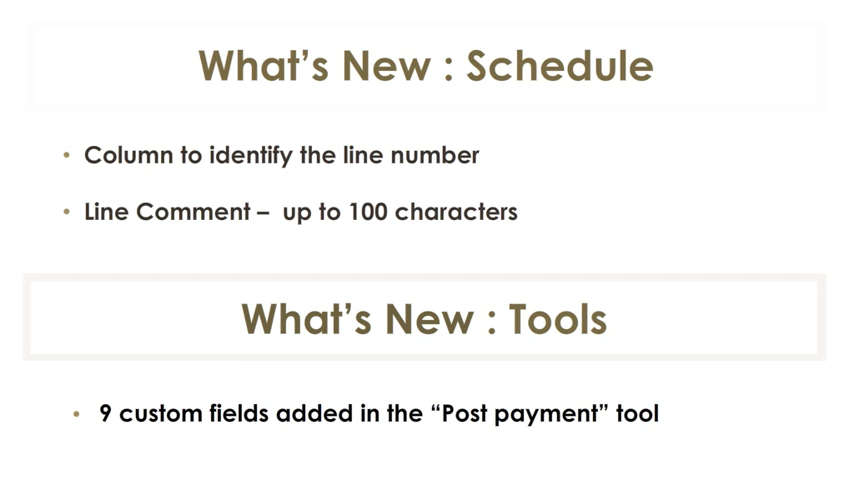 What’s New : Schedule
• Column to identify the line number
• Line Comment – up to 100 characters
What’s New : Tools
• 9 custom fields added in the “Post payment” tool